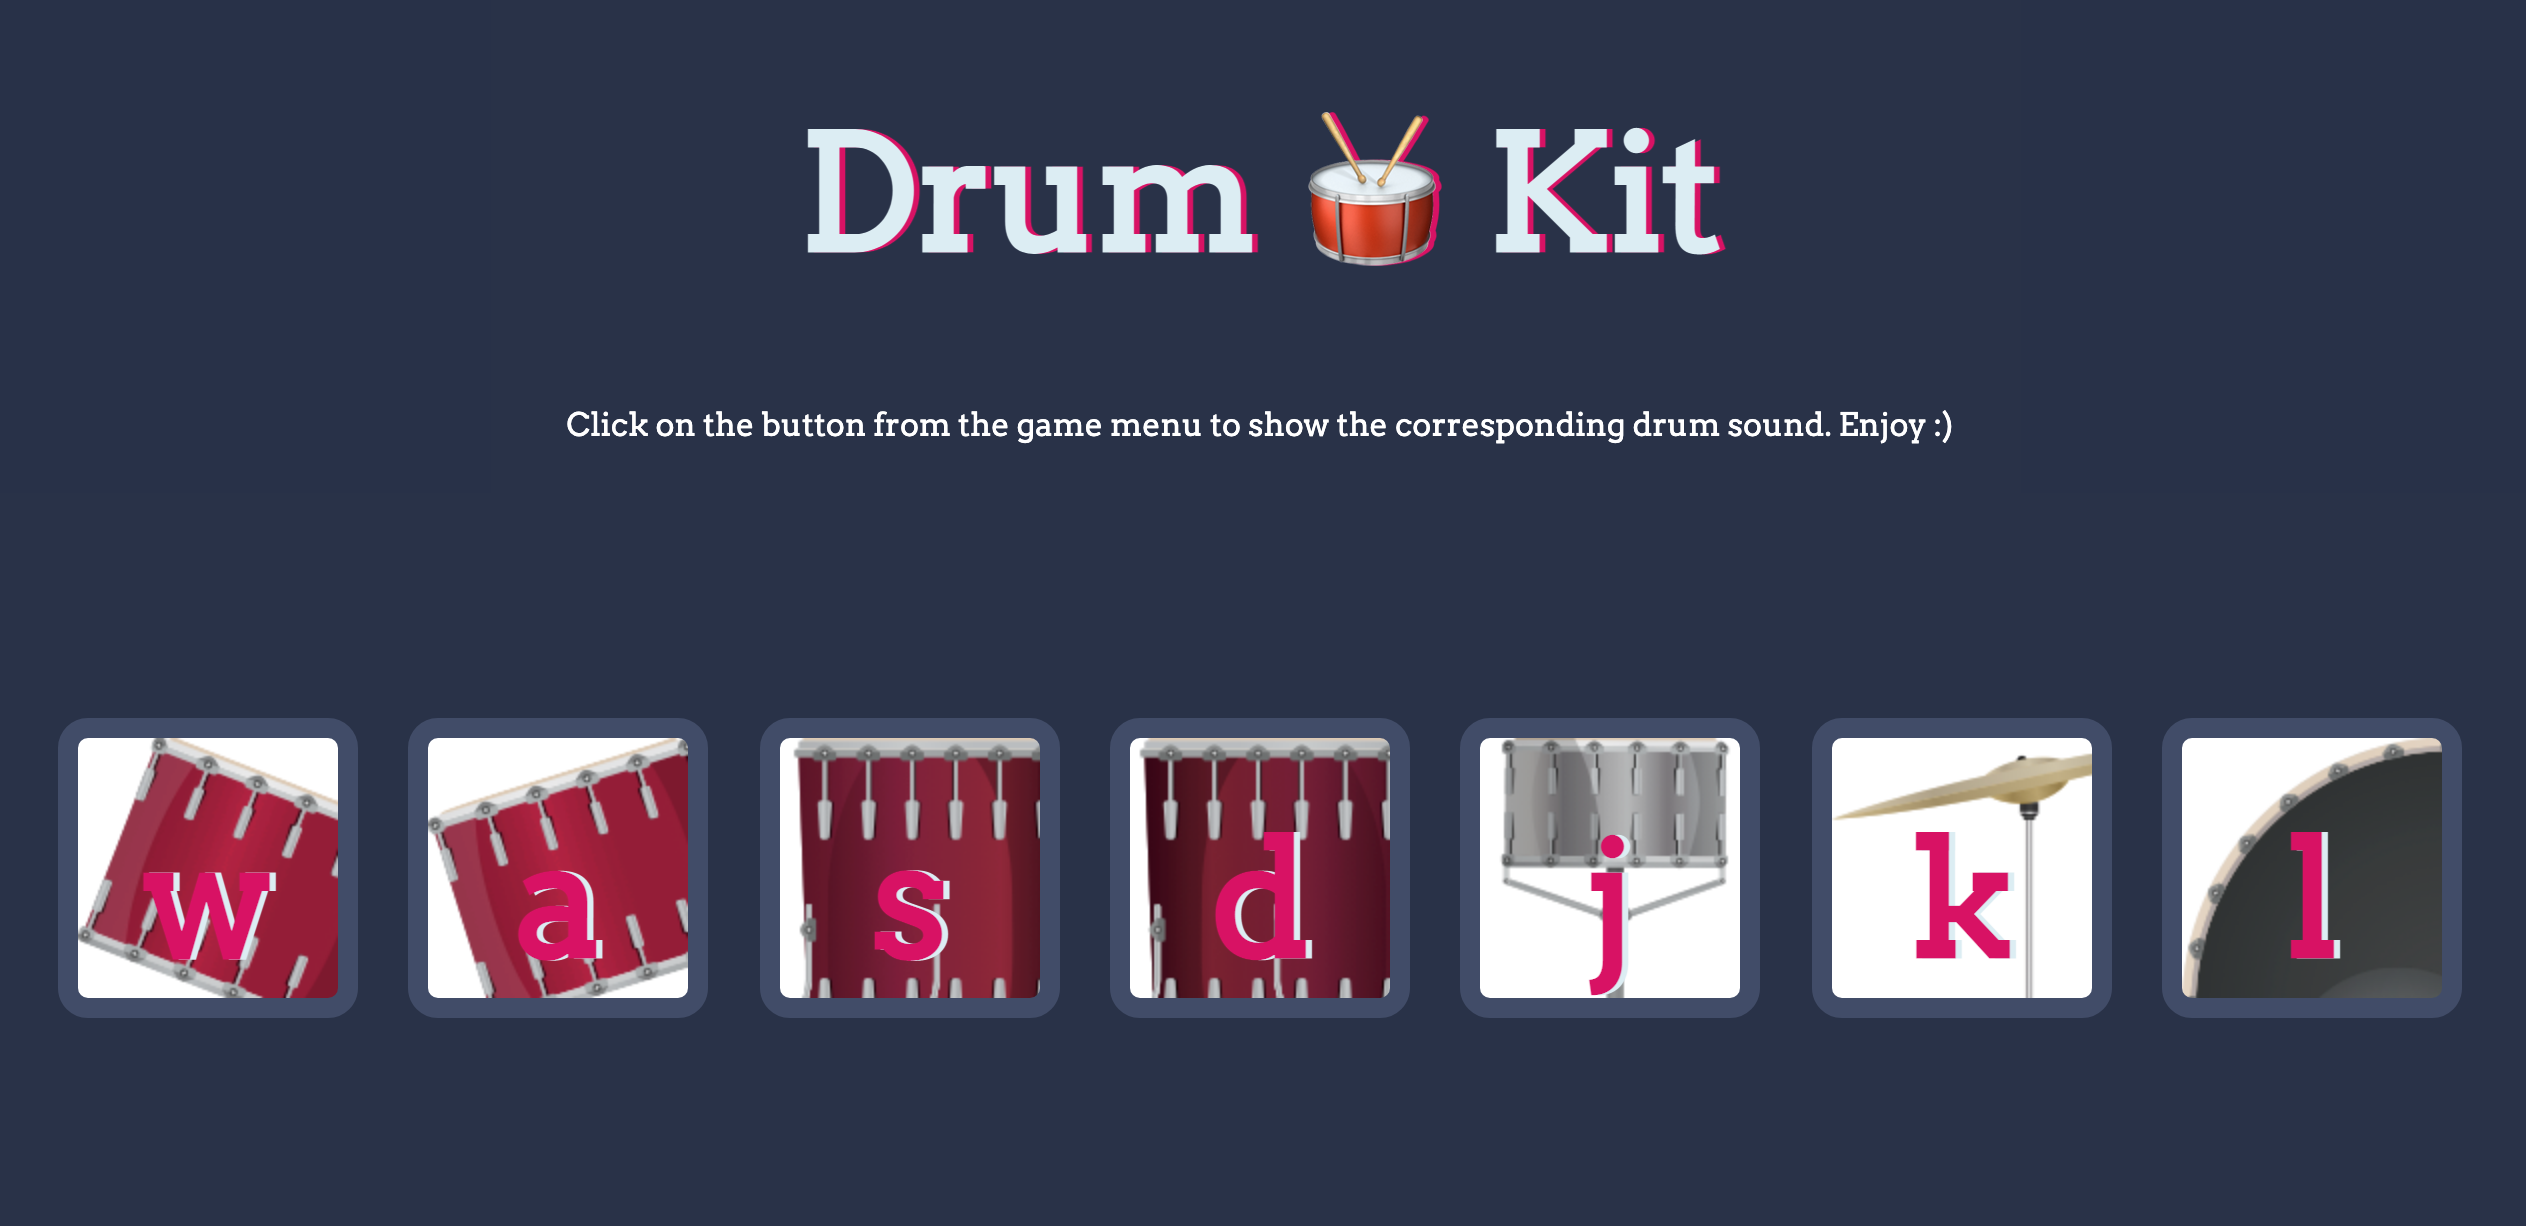 Drum 🥁 Kit
Click on the button from the game menu to show the corresponding drum sound. Enjoy :)
w a s d j k l